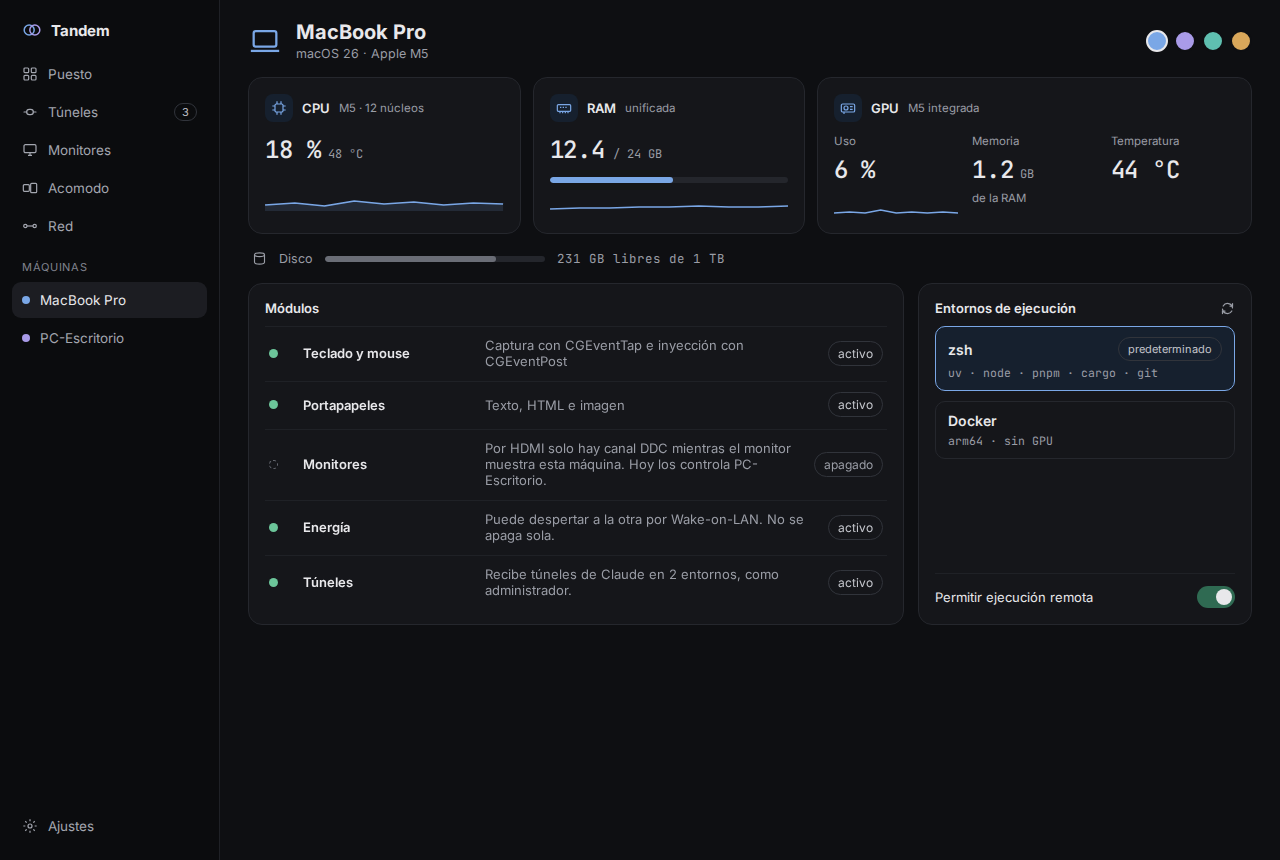 Tandem
Puesto
Túneles 3
Monitores
Acomodo
Red
MÁQUINAS
MacBook Pro
PC-Escritorio
Ajustes
MacBook Pro
macOS 26 · Apple M5
CPU M5 · 12 núcleos
18 % 48 °C
RAM unificada
12.4 / 24 GB
GPU M5 integrada
Uso Memoria Temperatura
6 % 1.2 GB 44 °C
de la RAM
Disco 231 GB libres de 1 TB
Módulos
Teclado y mouse
Captura con CGEventTap e inyección con
CGEventPost
activo
Portapapeles
Texto, HTML e imagen
activo
Monitores
Por HDMI solo hay canal DDC mientras el monitor
muestra esta máquina. Hoy los controla PC-
Escritorio.
apagado
Energía
Puede despertar a la otra por Wake-on-LAN. No se
apaga sola.
activo
Túneles
Recibe túneles de Claude en 2 entornos, como
administrador.
activo
Entornos de ejecución
zsh predeterminado
uv · node · pnpm · cargo · git
Docker
arm64 · sin GPU
Permitir ejecución remota